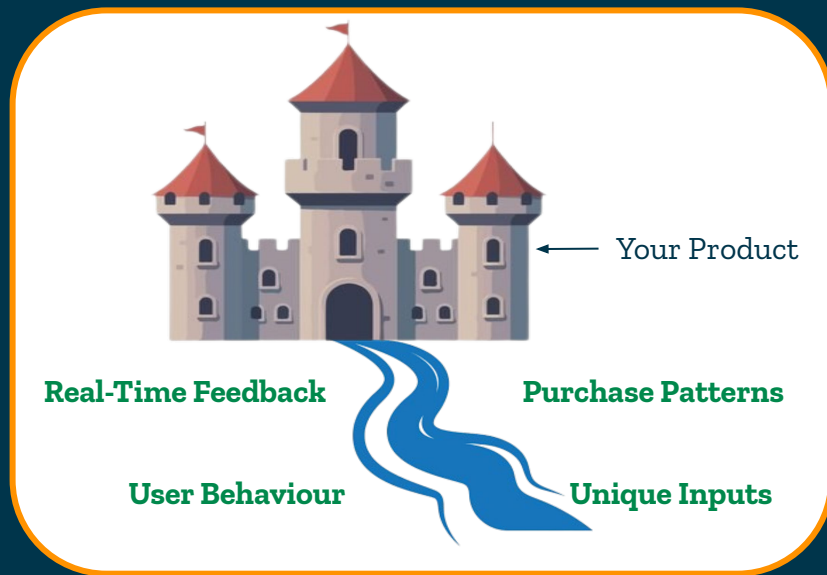 Your Product
Real-Time Feedback
Purchase Patterns
User Behaviour
Unique Inputs